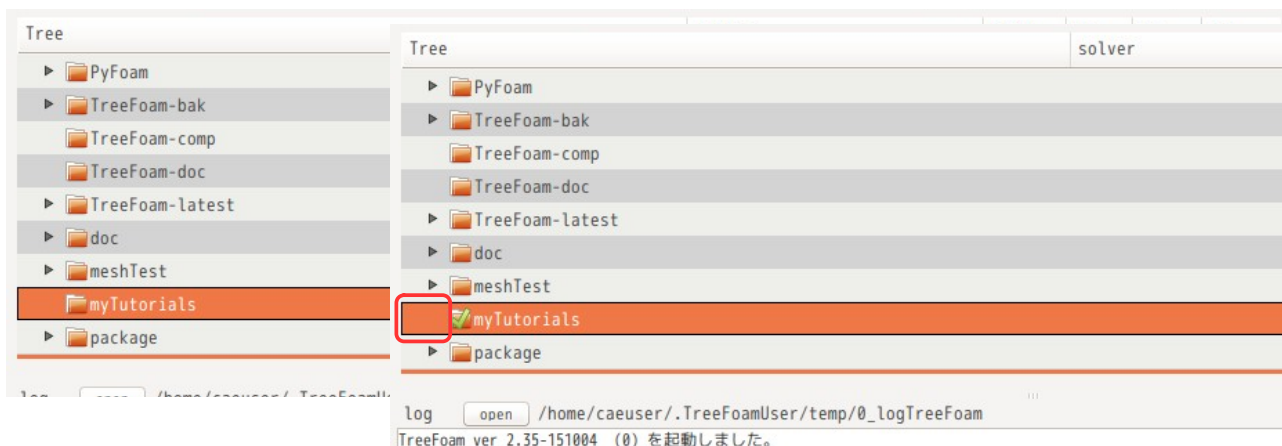 Tree
PyFoam
TreeFoam-bak
TreeFoam-comp
TreeFoam-doc
TreeFoam-latest
doc
meshTest
myTutorials
package
Tree
solver
PyFoam
TreeFoam-bak
TreeFoam-comp
TreeFoam-doc
TreeFoam-latest
doc
meshTest
myTutorials
package
log open /home/caeuser/.TreeFoamUser/temp/0_logTreeFoam
TreeFoam ver 2.35-151004 (0) を起動しました。